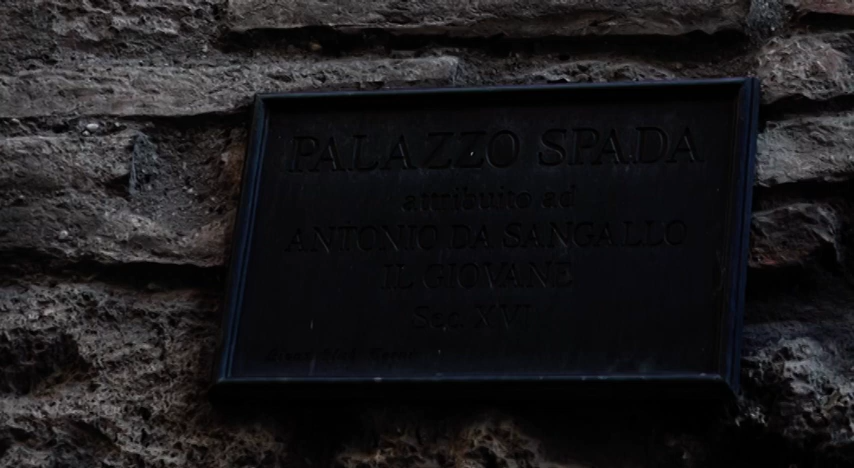 PALAZZO SPADA
attribuito ad
ANTONIO DA SANGALLO
IL GIOVANE
Sec. XVI